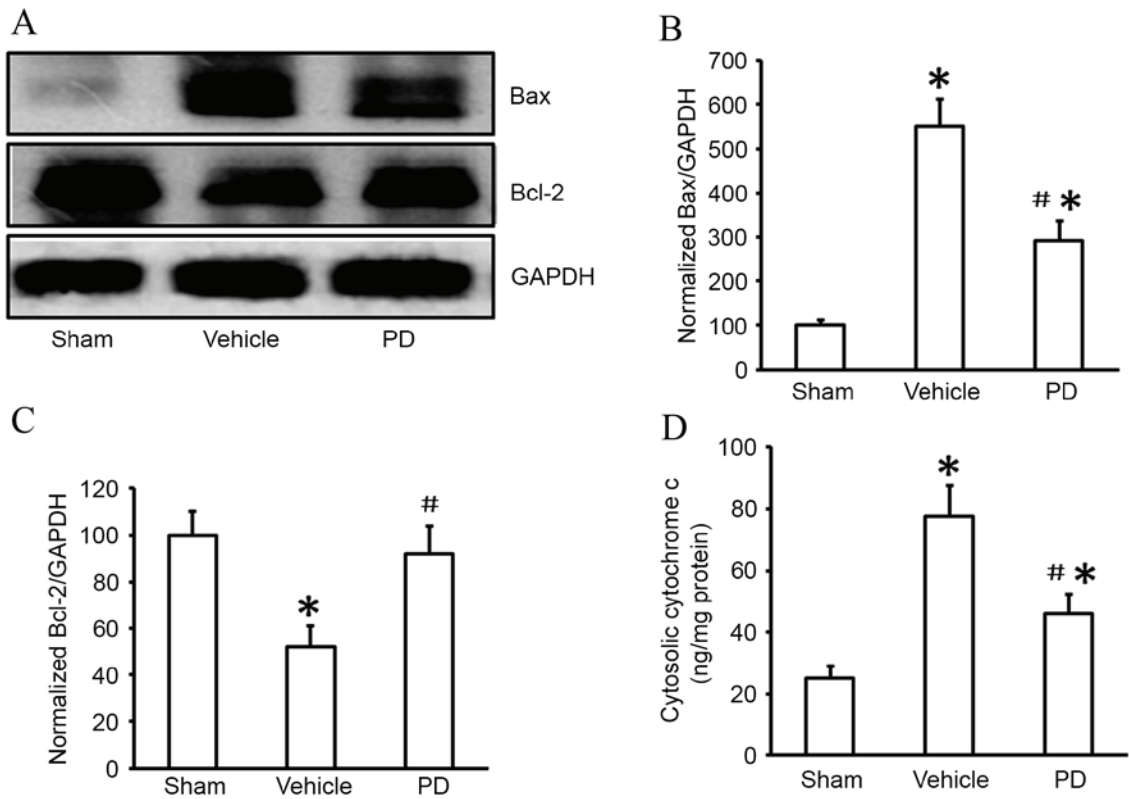 A
Bax
Bcl-2
GAPDH
Sham Vehicle PD
B
Normalized Bax/GAPDH
700
600
500
400
300
200
100
0
*
# *
Sham Vehicle PD
C
Normalized Bcl-2/GAPDH
120
100
80
60
40
20
0
*
#
Sham Vehicle PD
D
Cytosolic cytochrome c
(ng/mg protein)
100
80
60
40
20
0
*
# *
Sham Vehicle PD